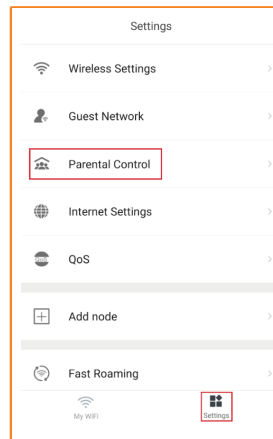 Settings
Wireless Settings
Guest Network
Parental Control
Internet Settings
QoS
Add node
Fast Roaming
My WiFi
Settings